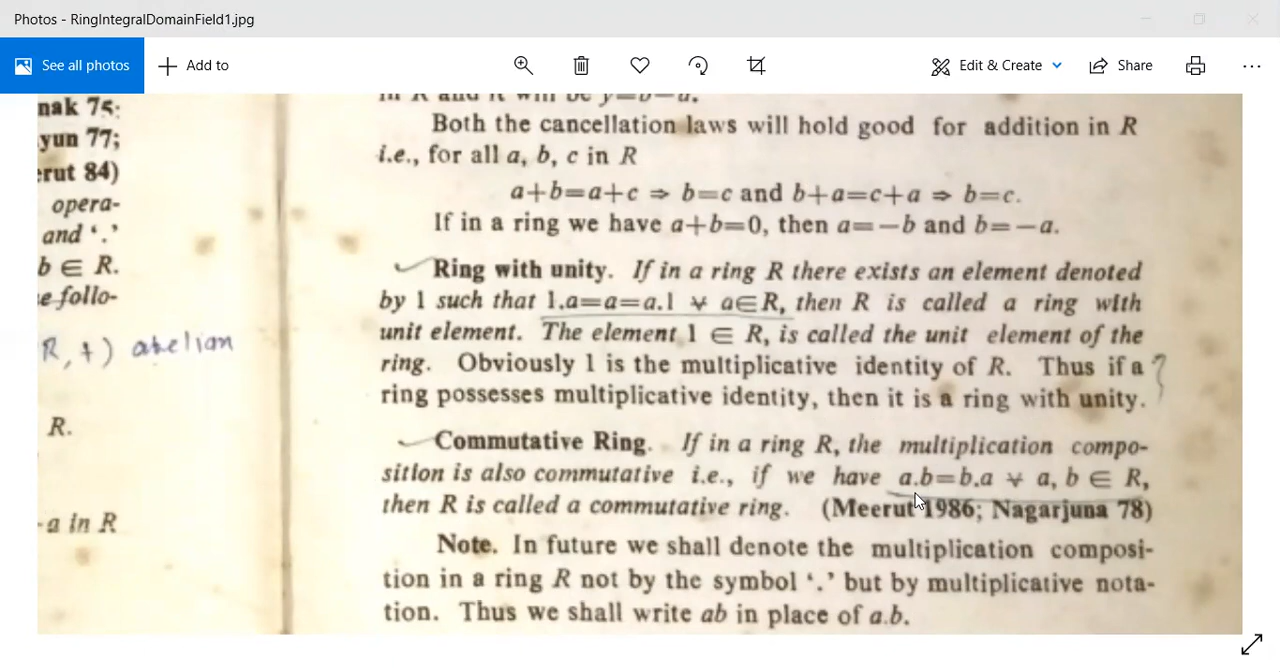 Photos - RingIntegralDomainField1.jpg
See all photos
Add to
Edit & Create
Share
nak 75;
yun 77;
rut 84)
opera-
and '.'
b ∈ R.
e follo-
R, +) abelian
R.
-a in R
in R and it will be y=b-a.
Both the cancellation laws will hold good for addition in R
i.e., for all a, b, c in R
a+b=a+c ⇒ b=c and b+a=c+a ⇒ b=c.
If in a ring we have a+b=0, then a=-b and b=-a.
Ring with unity. If in a ring R there exists an element denoted
by 1 such that 1.a=a=a.1 ∀ a∈R, then R is called a ring with
unit element. The element 1 ∈ R, is called the unit element of the
ring. Obviously 1 is the multiplicative identity of R. Thus if a ?
ring possesses multiplicative identity, then it is a ring with unity.
Commutative Ring. If in a ring R, the multiplication compo-
sition is also commutative i.e., if we have a.b=b.a ∀ a, b ∈ R,
then R is called a commutative ring. (Meerut 1986; Nagarjuna 78)
Note. In future we shall denote the multiplication composi-
tion in a ring R not by the symbol '.' but by multiplicative nota-
tion. Thus we shall write ab in place of a.b.